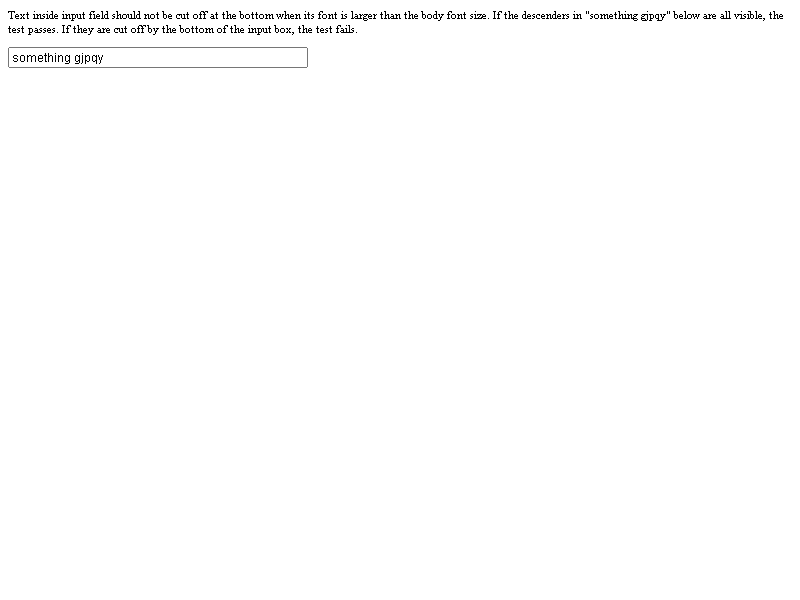 Text inside input field should not be cut off at the bottom when its font is larger than the body font size. If the descenders in "something gjpqy" below are all visible, the
test passes. If they are cut off by the bottom of the input box, the test fails.
something gjpqy